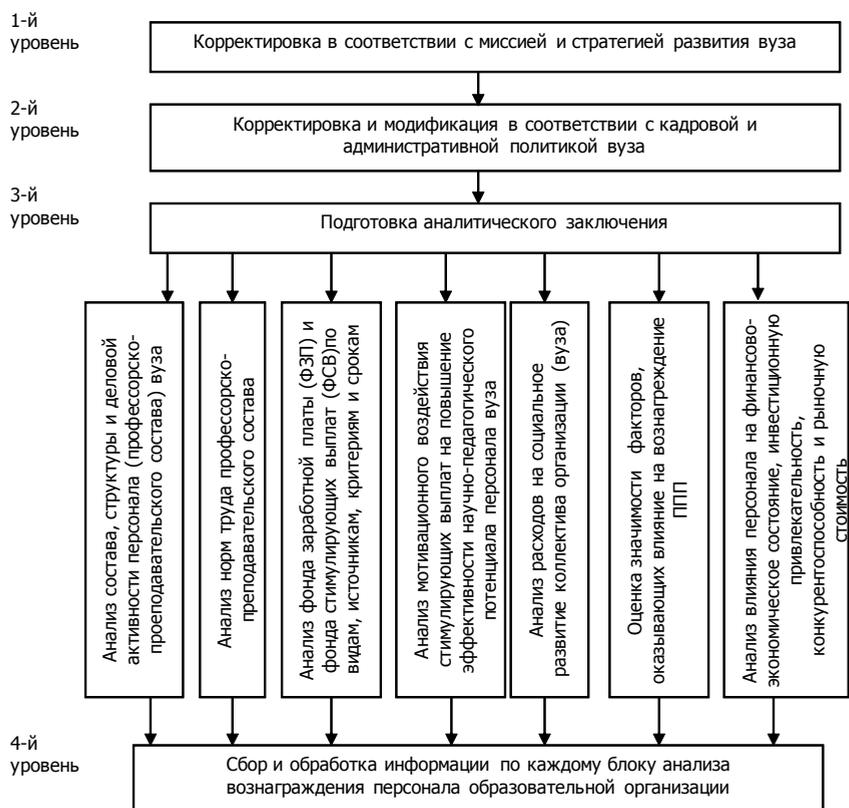 1-й
уровень
Корректировка в соответствии с миссией и стратегией развития вуза
2-й
уровень
Корректировка и модификация в соответствии с кадровой и
административной политикой вуза
3-й
уровень
Подготовка аналитического заключения
Анализ состава, структуры и деловой
активности персонала (профессорско-
проеподавательского состава) вуза
Анализ норм труда профессорско-
преподавательского состава
Анализ фонда заработной платы (ФЗП) и
фонда стимулирующих выплат (ФСВ)по
видам, источникам, критериям и срокам
Анализ мотивационного воздействия
стимулирующих выплат на повышение
эффективности научно-педагогического
потенциала персонала вуза
Анализ расходов на социальное
развитие коллектива организации (вуза)
Оценка значимости факторов,
оказывающих влияние на вознаграждение
ППП
Анализ влияния персонала на финансово-
экономическое состояние, инвестиционную
привлекательность,
конкурентоспособность и рыночную
стоимость
4-й
уровень
Сбор и обработка информации по каждому блоку анализа
вознаграждения персонала образовательной организации